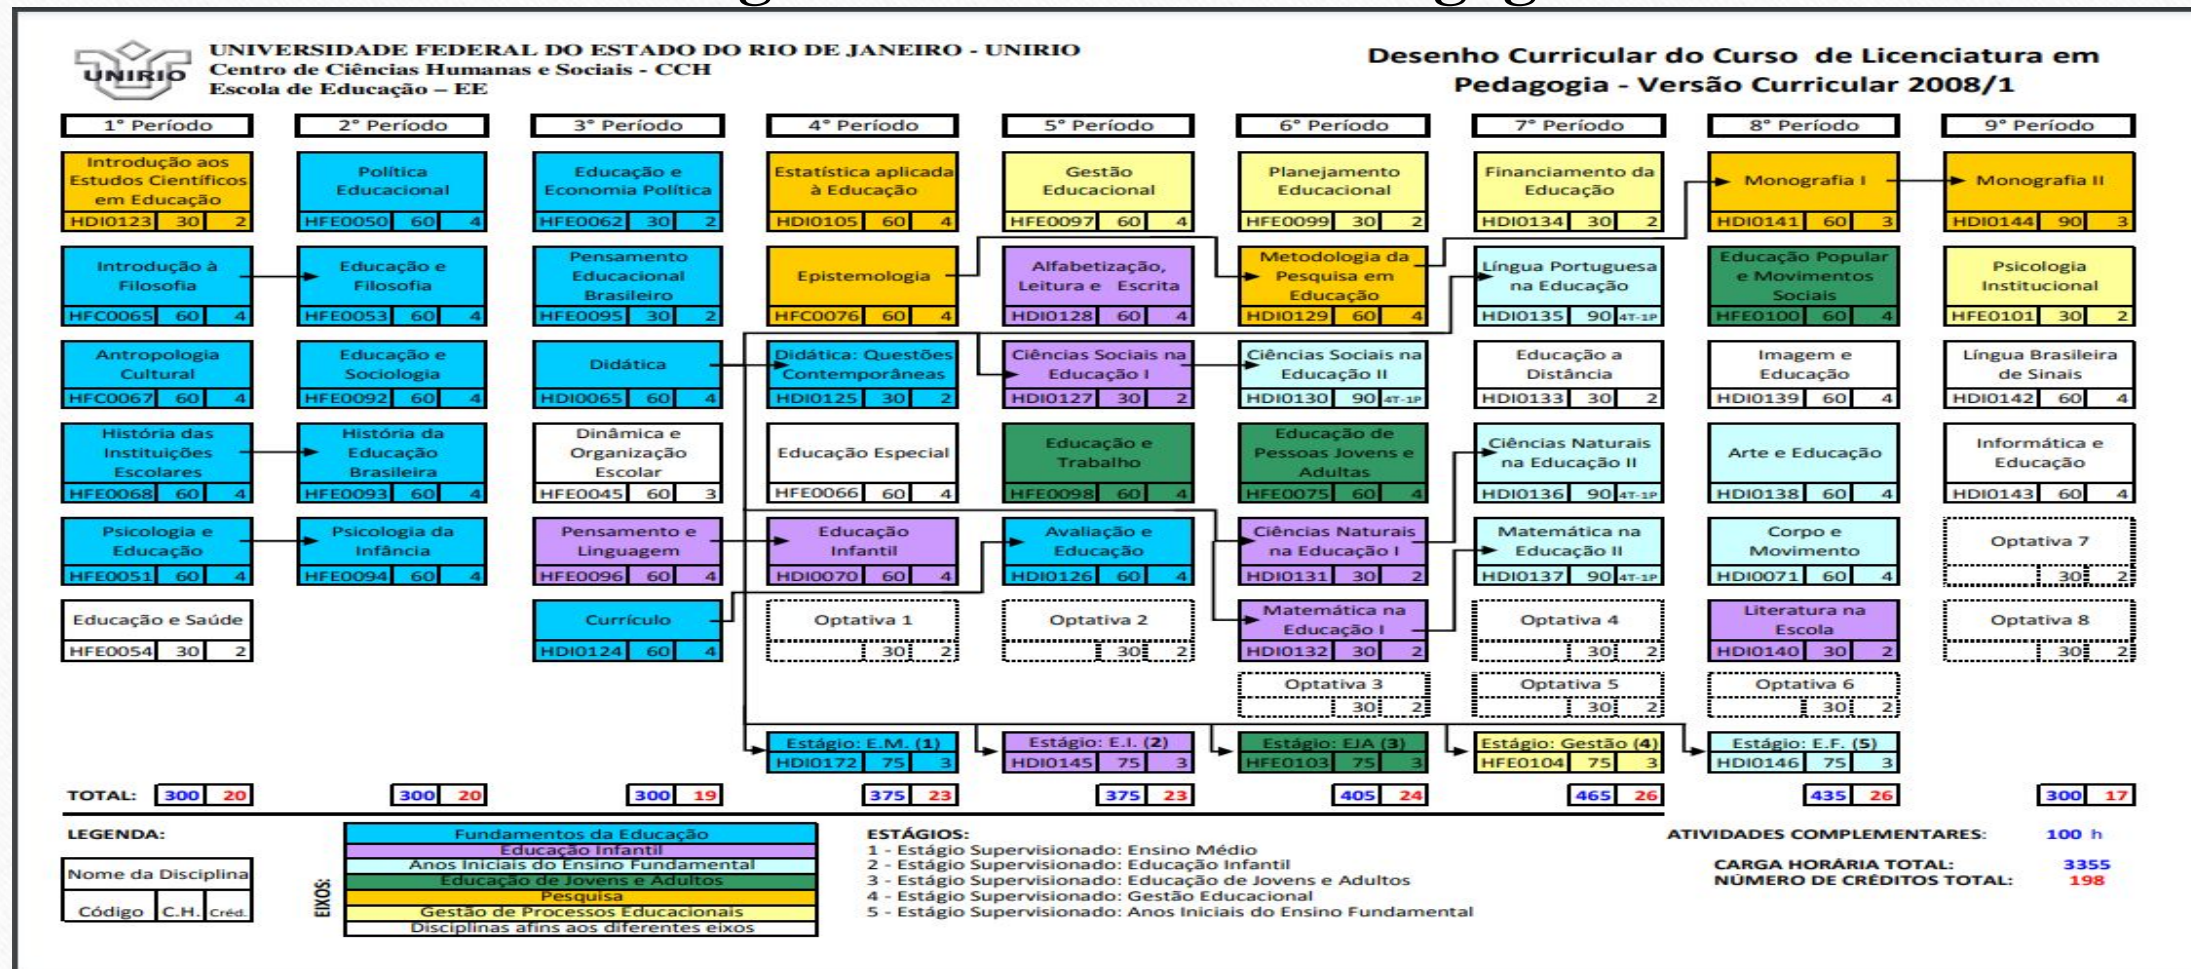 UNIRIO
UNIVERSIDADE FEDERAL DO ESTADO DO RIO DE JANEIRO - UNIRIO
Centro de Ciências Humanas e Sociais - CCH
Escola de Educação – EE
Desenho Curricular do Curso de Licenciatura em
Pedagogia - Versão Curricular 2008/1
1° Período
2° Período
3° Período
4° Período
5° Período
6° Período
7° Período
8° Período
9° Período
Introdução aos
Estudos Científicos
em Educação
HDI0123 30 2
Política
Educacional
HFE0050 60 4
Educação e
Economia Política
HFE0062 30 2
Estatística aplicada
à Educação
HDI0105 60 4
Gestão
Educacional
HFE0097 60 4
Planejamento
Educacional
HFE0099 30 2
Financiamento da
Educação
HDI0134 30 2
Monografia I
HDI0141 60 3
Monografia II
HDI0144 90 3
Introdução à
Filosofia
HFC0065 60 4
Educação e
Filosofia
HFE0053 60 4
Pensamento
Educacional
Brasileiro
HFE0095 30 2
Epistemologia
HFC0076 60 4
Alfabetização,
Leitura e Escrita
HDI0128 60 4
Metodologia da
Pesquisa em
Educação
HDI0129 60 4
Língua Portuguesa
na Educação
HDI0135 90 4T-1P
Educação Popular
e Movimentos
Sociais
HFE0100 60 4
Psicologia
Institucional
HFE0101 30 2
Antropologia
Cultural
HFC0067 60 4
Educação e
Sociologia
HFE0092 60 4
Didática
HDI0065 60 4
Didática: Questões
Contemporâneas
HDI0125 30 2
Ciências Sociais na
Educação I
HDI0127 30 2
Ciências Sociais na
Educação II
HDI0130 90 4T-1P
Educação a
Distância
HDI0133 30 2
Imagem e
Educação
HDI0139 60 4
Língua Brasileira
de Sinais
HDI0142 60 4
História das
Instituições
Escolares
HFE0068 60 4
História da
Educação
Brasileira
HFE0093 60 4
Dinâmica e
Organização
Escolar
HFE0045 60 3
Educação Especial
HFE0066 60 4
Educação e
Trabalho
HFE0098 60 4
Educação de
Pessoas Jovens e
Adultas
HFE0075 60 4
Ciências Naturais
na Educação II
HDI0136 90 4T-1P
Arte e Educação
HDI0138 60 4
Informática e
Educação
HDI0143 60 4
Psicologia e
Educação
HFE0051 60 4
Psicologia da
Infância
HFE0094 60 4
Pensamento e
Linguagem
HFE0096 60 4
Educação
Infantil
HDI0070 60 4
Avaliação e
Educação
HDI0126 60 4
Ciências Naturais
na Educação I
HDI0131 30 2
Matemática na
Educação II
HDI0137 90 4T-1P
Corpo e
Movimento
HDI0071 60 4
Optativa 7
30 2
Educação e Saúde
HFE0054 30 2
Currículo
HDI0124 60 4
Optativa 1
30 2
Optativa 2
30 2
Matemática na
Educação I
HDI0132 30 2
Optativa 4
30 2
Literatura na
Escola
HDI0140 30 2
Optativa 8
30 2
Optativa 3
30 2
Optativa 5
30 2
Optativa 6
30 2
Estágio: E.M. (1)
HDI0172 75 3
Estágio: E.I. (2)
HDI0145 75 3
Estágio: EJA (3)
HFE0103 75 3
Estágio: Gestão (4)
HFE0104 75 3
Estágio: E.F. (5)
HDI0146 75 3
TOTAL: 300 20
300 20
300 19
375 23
375 23
405 24
465 26
435 26
300 17
LEGENDA:
Nome da Disciplina
Código C.H. Créd.
EIXOS:
Fundamentos da Educação
Educação Infantil
Anos Iniciais do Ensino Fundamental
Educação de Jovens e Adultos
Pesquisa
Gestão de Processos Educacionais
Disciplinas afins aos diferentes eixos
ESTÁGIOS:
1 - Estágio Supervisionado: Ensino Médio
2 - Estágio Supervisionado: Educação Infantil
3 - Estágio Supervisionado: Educação de Jovens e Adultos
4 - Estágio Supervisionado: Gestão Educacional
5 - Estágio Supervisionado: Anos Iniciais do Ensino Fundamental
ATIVIDADES COMPLEMENTARES: 100 h
CARGA HORÁRIA TOTAL: 3355
NÚMERO DE CRÉDITOS TOTAL: 198